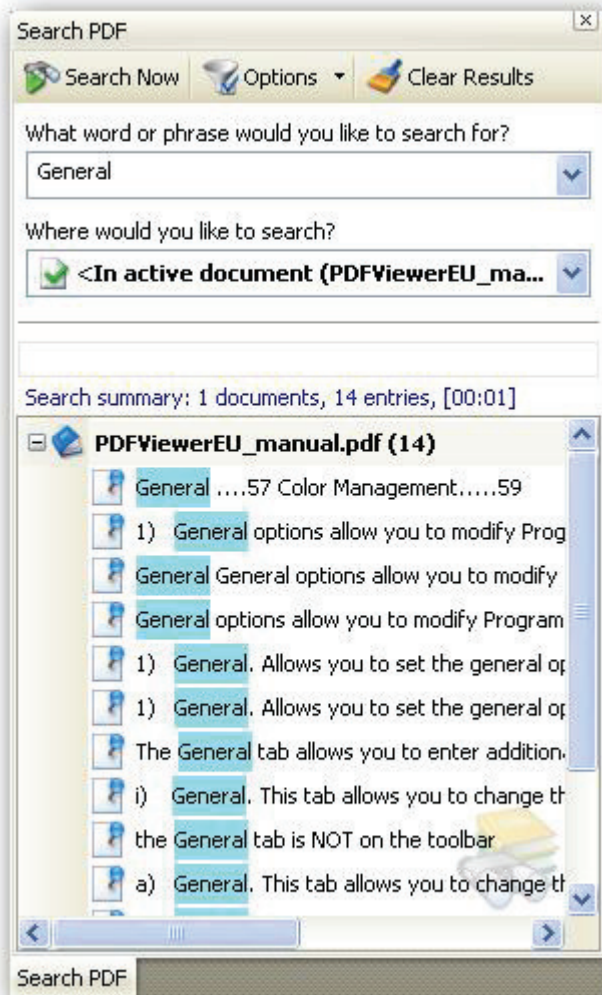 Search PDF
Search Now Options Clear Results
What word or phrase would you like to search for?
General
Where would you like to search?
<In active document (PDFViewerEU_ma...
Search summary: 1 documents, 14 entries, [00:01]
PDFViewerEU_manual.pdf (14)
General ....57 Color Management.....59
1) General options allow you to modify Prog
General General options allow you to modify
General options allow you to modify Program
1) General. Allows you to set the general op
1) General. Allows you to set the general op
The General tab allows you to enter addition
i) General. This tab allows you to change th
the General tab is NOT on the toolbar
a) General. This tab allows you to change th
Search PDF